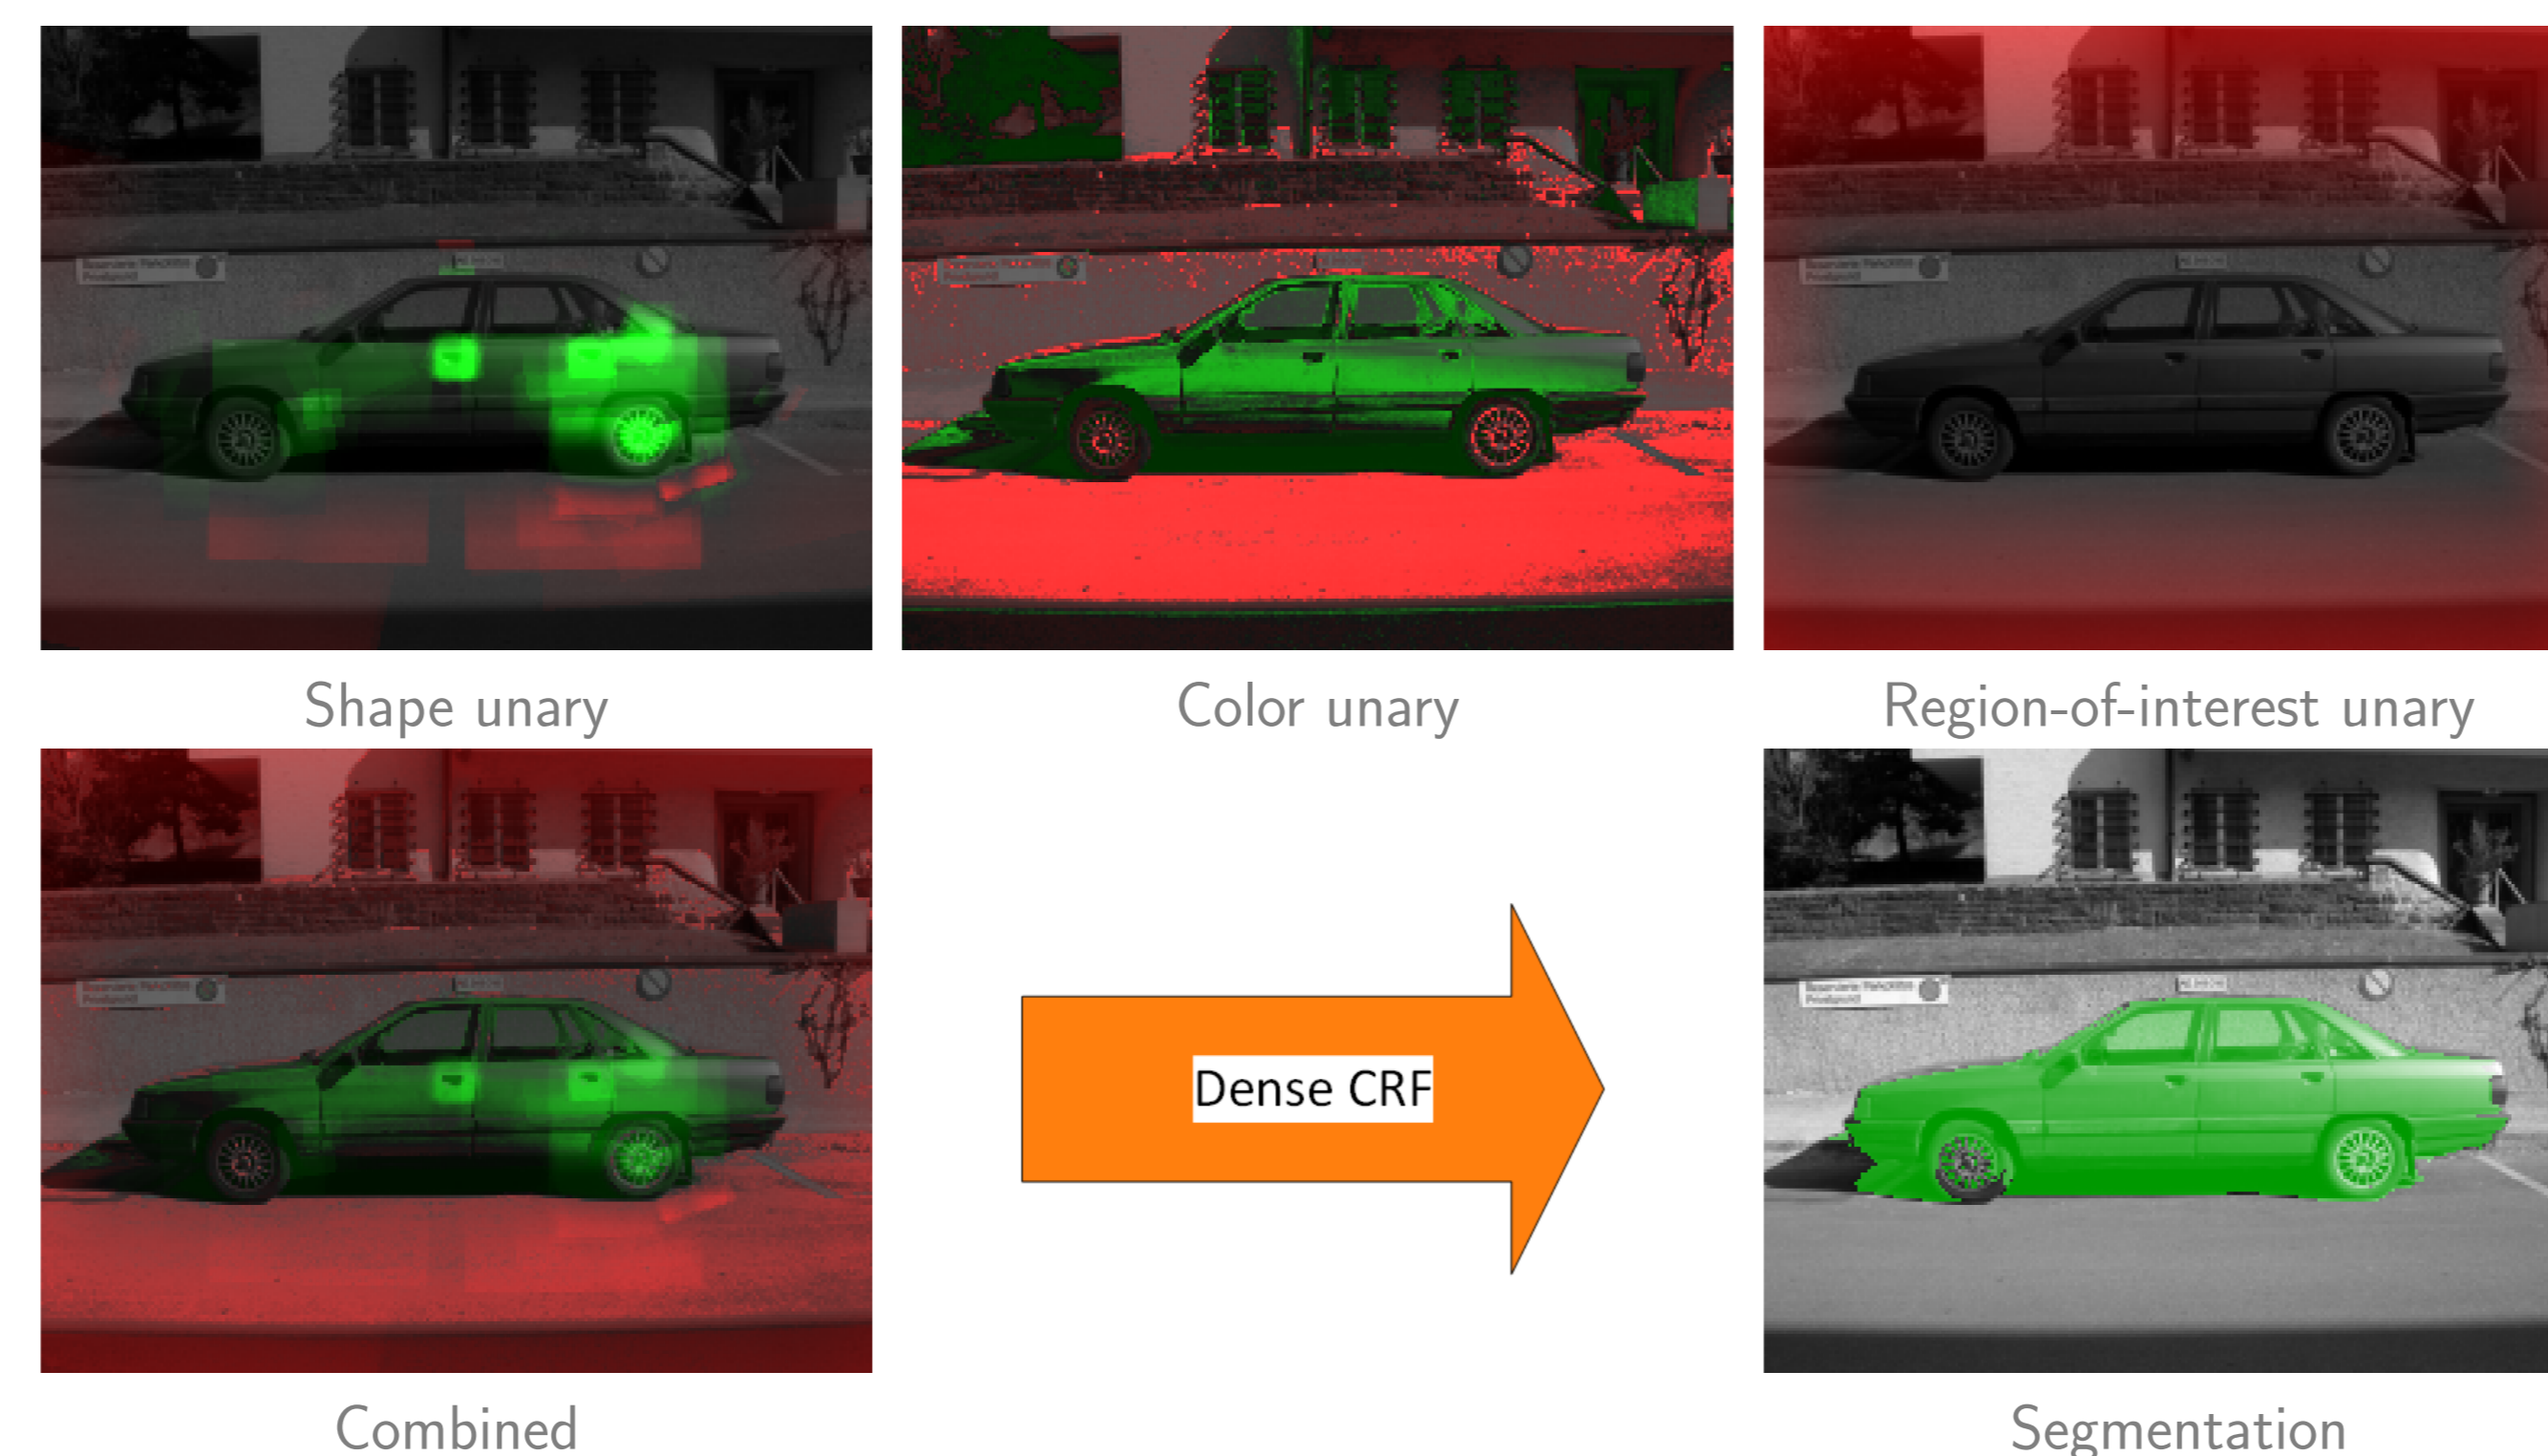 Shape unary
Color unary
Region-of-interest unary
Dense CRF
Combined
Segmentation